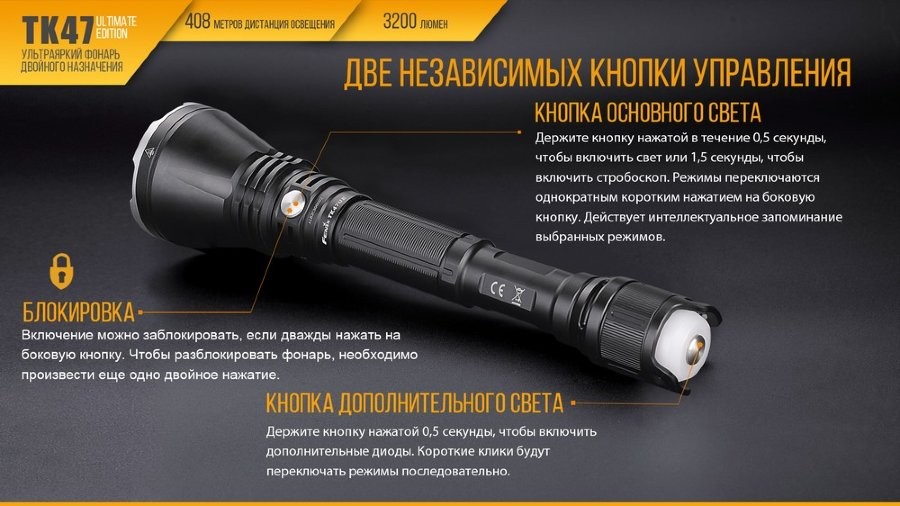 TK47 ULTIMATE EDITION
УЛЬТРАЯРКИЙ ФОНАРЬ
ДВОЙНОГО НАЗНАЧЕНИЯ
408 МЕТРОВ ДИСТАНЦИЯ ОСВЕЩЕНИЯ
3200 ЛЮМЕН
ДВЕ НЕЗАВИСИМЫХ КНОПКИ УПРАВЛЕНИЯ
КНОПКА ОСНОВНОГО СВЕТА
Держите кнопку нажатой в течение 0,5 секунды,
чтобы включить свет или 1,5 секунды, чтобы
включить стробоскоп. Режимы переключаются
однократным коротким нажатием на боковую
кнопку. Действует интеллектуальное запоминание
выбранных режимов.
Fenix
CE
БЛОКИРОВКА
Включение можно заблокировать, если дважды нажать на
боковую кнопку. Чтобы разблокировать фонарь, необходимо
произвести еще одно двойное нажатие.
КНОПКА ДОПОЛНИТЕЛЬНОГО СВЕТА
Держите кнопку нажатой 0,5 секунды, чтобы включить
дополнительные диоды. Короткие клики будут
переключать режимы последовательно.